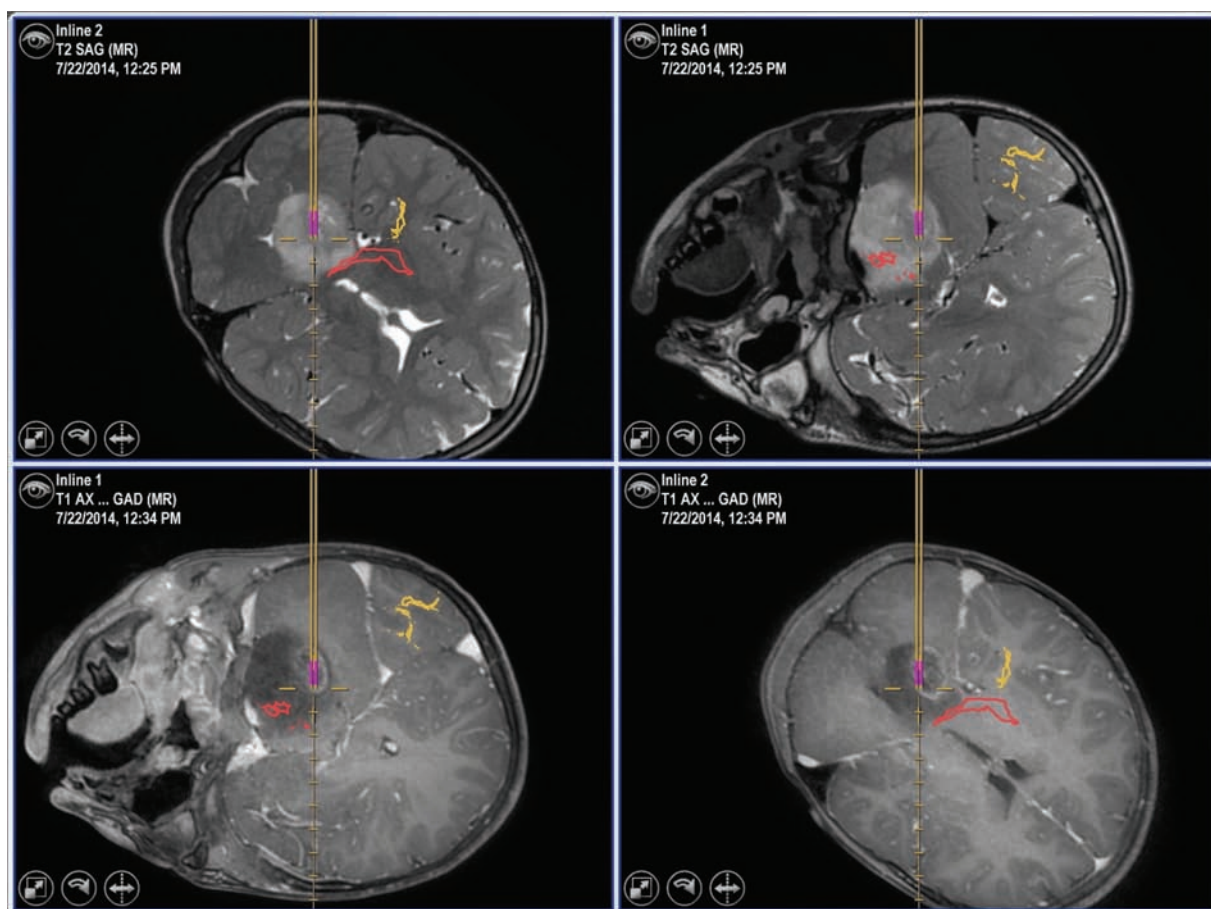 Inline 2
T2 SAG (MR)
7/22/2014, 12:25 PM
Inline 1
T2 SAG (MR)
7/22/2014, 12:25 PM
Inline 1
T1 AX ... GAD (MR)
7/22/2014, 12:34 PM
Inline 2
T1 AX ... GAD (MR)
7/22/2014, 12:34 PM